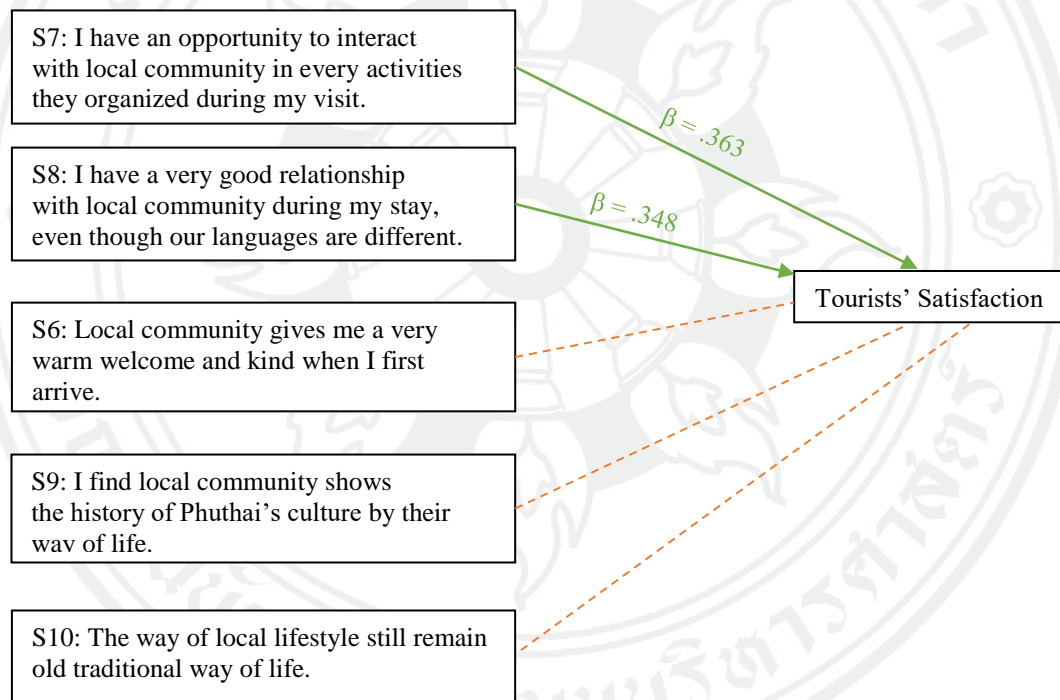 S7: I have an opportunity to interact
with local community in every activities
they organized during my visit.
β = .363
S8: I have a very good relationship
with local community during my stay,
even though our languages are different.
β = .348
Tourists’ Satisfaction
S6: Local community gives me a very
warm welcome and kind when I first
arrive.
S9: I find local community shows
the history of Phuthai’s culture by their
way of life.
S10: The way of local lifestyle still remain
old traditional way of life.